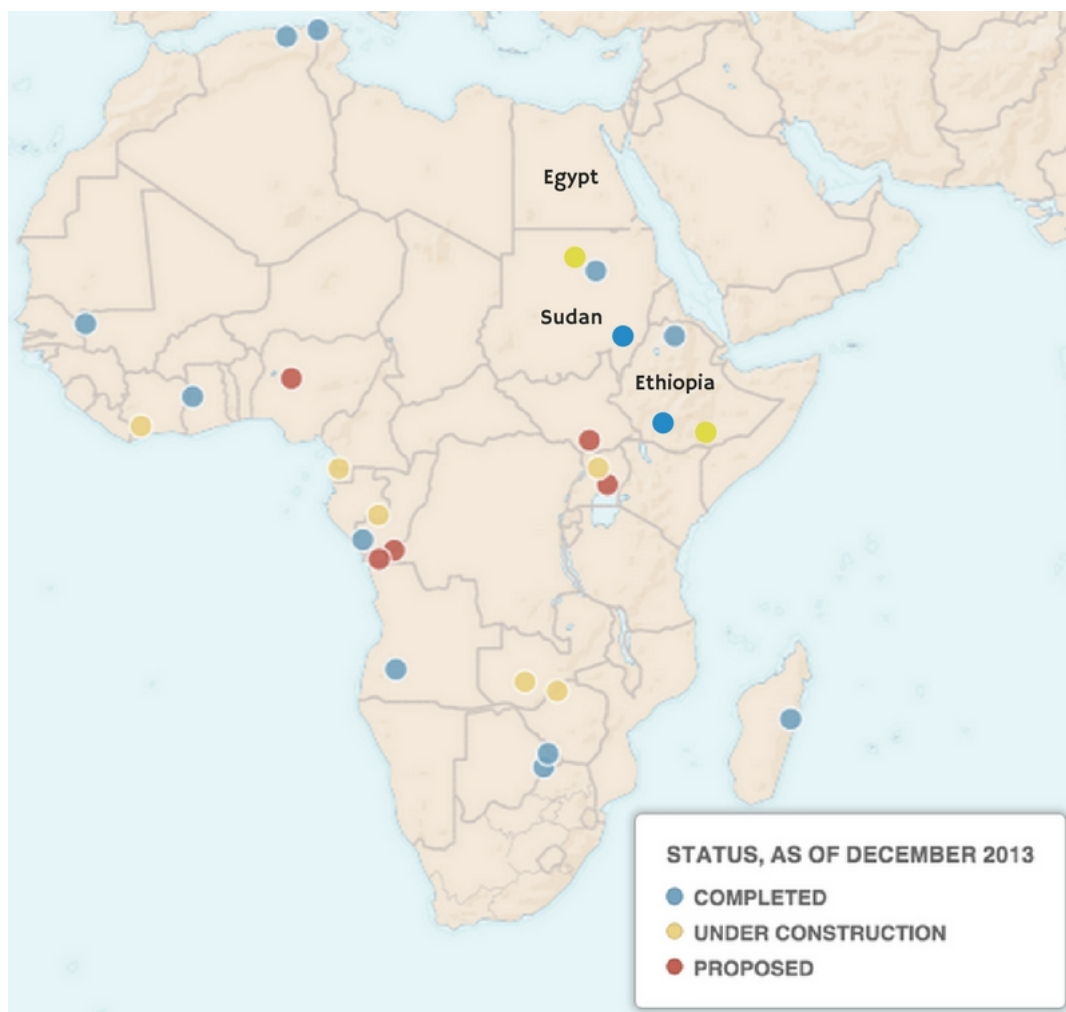 Egypt
Sudan
Ethiopia
STATUS, AS OF DECEMBER 2013
COMPLETED
UNDER CONSTRUCTION
PROPOSED